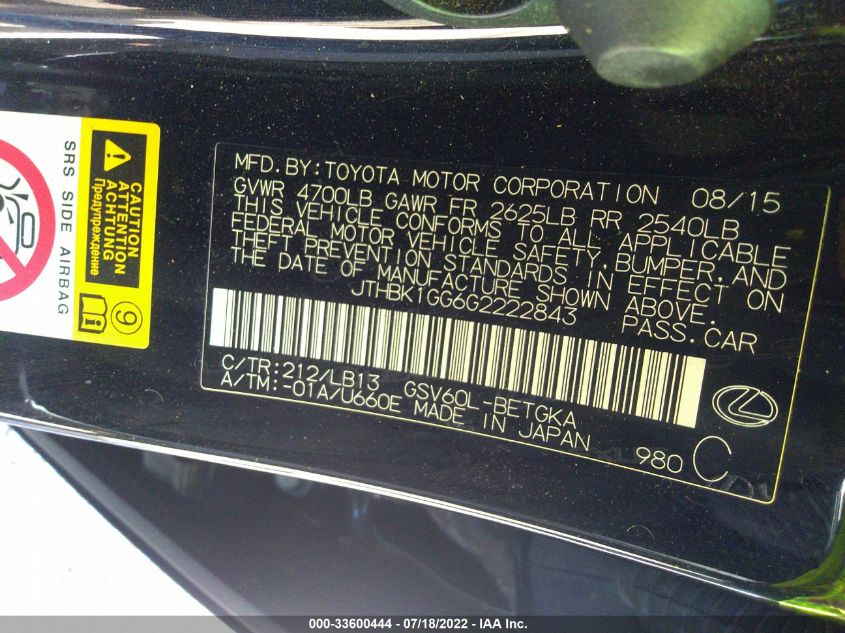 SRS SIDE AIRBAG
CAUTION
ATTENTION
ACHTUNG
Предупреждение
9
MFD. BY: TOYOTA MOTOR CORPORATION 08/15
GVWR 4700LB GAWR FR 2625LB RR 2540LB
THIS VEHICLE CONFORMS TO ALL APPLICABLE
FEDERAL MOTOR VEHICLE SAFETY, BUMPER, AND
THEFT PREVENTION STANDARDS IN EFFECT ON
THE DATE OF MANUFACTURE SHOWN ABOVE.
JTHBK1GG6G2222843 PASS. CAR
C/TR:212/LB13 GSV60L-BETGKA
A/TM:-01A/U660E MADE IN JAPAN
980 C
000-33600444 - 07/18/2022 - IAA Inc.